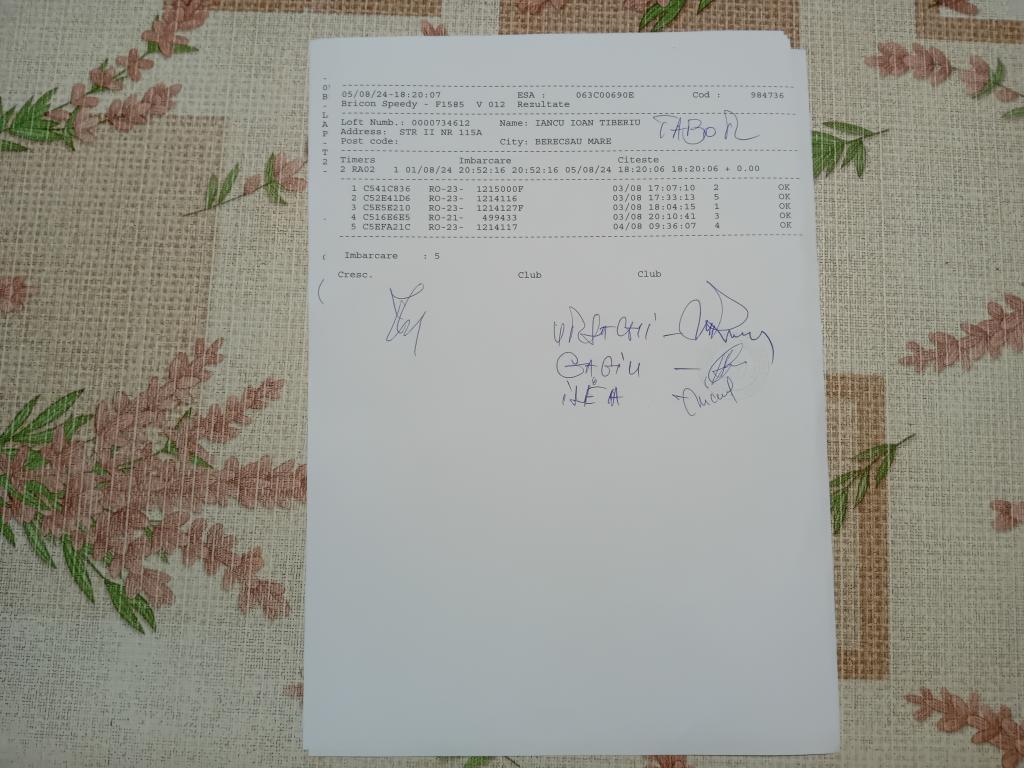 05/08/24-18:20:07 ESA : 063C00690E Cod : 984736
Bricon Speedy - F1585 V 012 Rezultate
Loft Numb.: 0000734612 Name: IANCU IOAN TIBERIU TABOR
Address: STR II NR 115A
Post code: City: BERECSAU MARE
Timers Imbarcare Citeste
2 RA02 1 01/08/24 20:52:16 20:52:16 05/08/24 18:20:06 18:20:06 + 0.00
1 C541C836 RO-23- 1215000F 03/08 17:07:10 2 OK
2 C52E41D6 RO-23- 1214116 03/08 17:33:13 5 OK
3 C5E5E210 RO-23- 1214127F 03/08 18:04:15 1 OK
4 C516E6E5 RO-21- 499433 03/08 20:10:41 3 OK
5 C5EFA21C RO-23- 1214117 04/08 09:36:07 4 OK
Imbarcare : 5
Cresc. Club Club